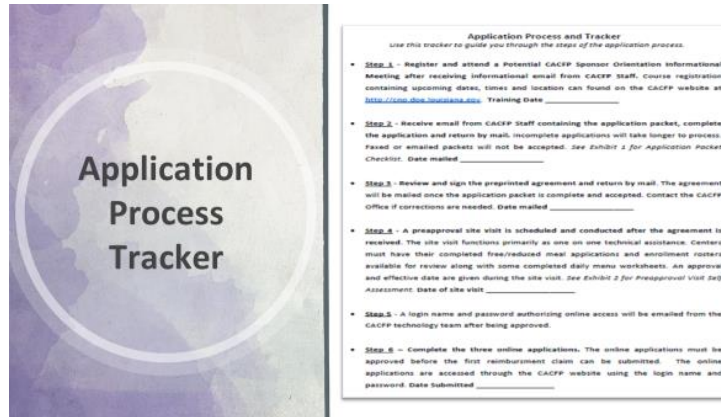 Application
Process
Tracker
Application Process and Tracker
Use this tracker to guide you through the steps of the application process.
• Step 1 - Register and attend a Potential CACFP Sponsor Orientation Informational
Meeting after receiving informational email from CACFP Staff. Course registration
containing upcoming dates, times and location can found on the CACFP website at
http://cnp.doe.louisiana.gov. Training Date
• Step 2 - Receive email from CACFP Staff containing the application packet, complete
the application and return by mail. Incomplete applications will take longer to process.
Faxed or emailed packets will not be accepted. See Exhibit 1 for Application Packet
Checklist. Date mailed
• Step 3 - Review and sign the preprinted agreement and return by mail. The agreement
will be mailed once the application packet is complete and accepted. Contact the CACFP
Office if corrections are needed. Date mailed
• Step 4 - A preapproval site visit is scheduled and conducted after the agreement is
received. The site visit functions primarily as one on one technical assistance. Centers
must have their completed free/reduced meal applications and enrollment rosters
available for review along with some completed daily menu worksheets. An approval
and effective date are given during the site visit. See Exhibit 2 for Preapproval Visit Self
Assessment. Date of site visit
• Step 5 - A login name and password authorizing online access will be emailed from the
CACFP technology team after being approved.
• Step 6 – Complete the three online applications. The online applications must be
approved before the first reimbursment claim can be submitted. The online
applications are accessed through the CACFP website using the login name and
password. Date Submitted